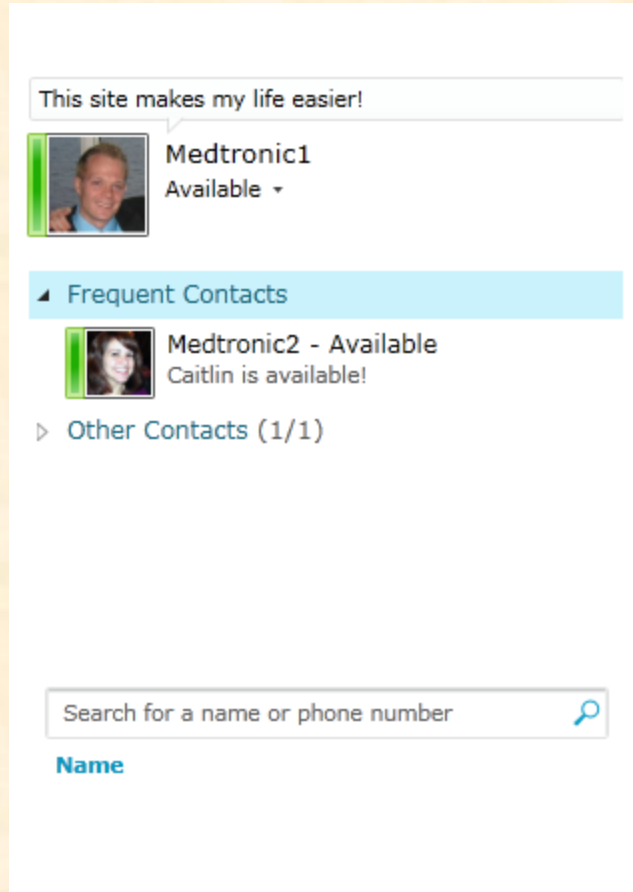 This site makes my life easier!
Medtronic1
Available
Frequent Contacts
Medtronic2 - Available
Caitlin is available!
Other Contacts (1/1)
Search for a name or phone number
Name